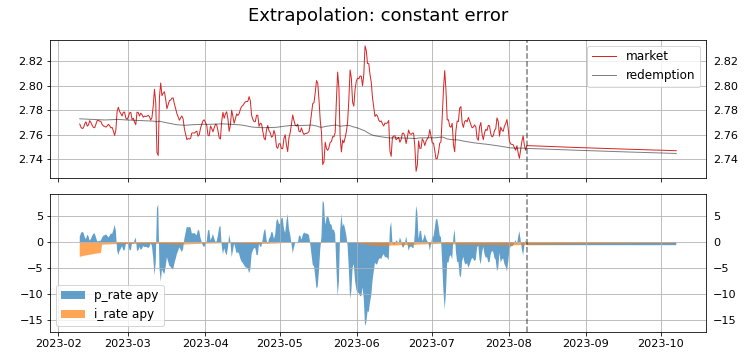 Extrapolation: constant error
2.82 2.82
2.80 2.80
2.78 2.78
2.76 2.76
2.74 2.74
market
redemption
5 5
0 0
−5 −5
−10 −10
−15 −15
p_rate apy
i_rate apy
2023-02 2023-03 2023-04 2023-05 2023-06 2023-07 2023-08 2023-09 2023-10